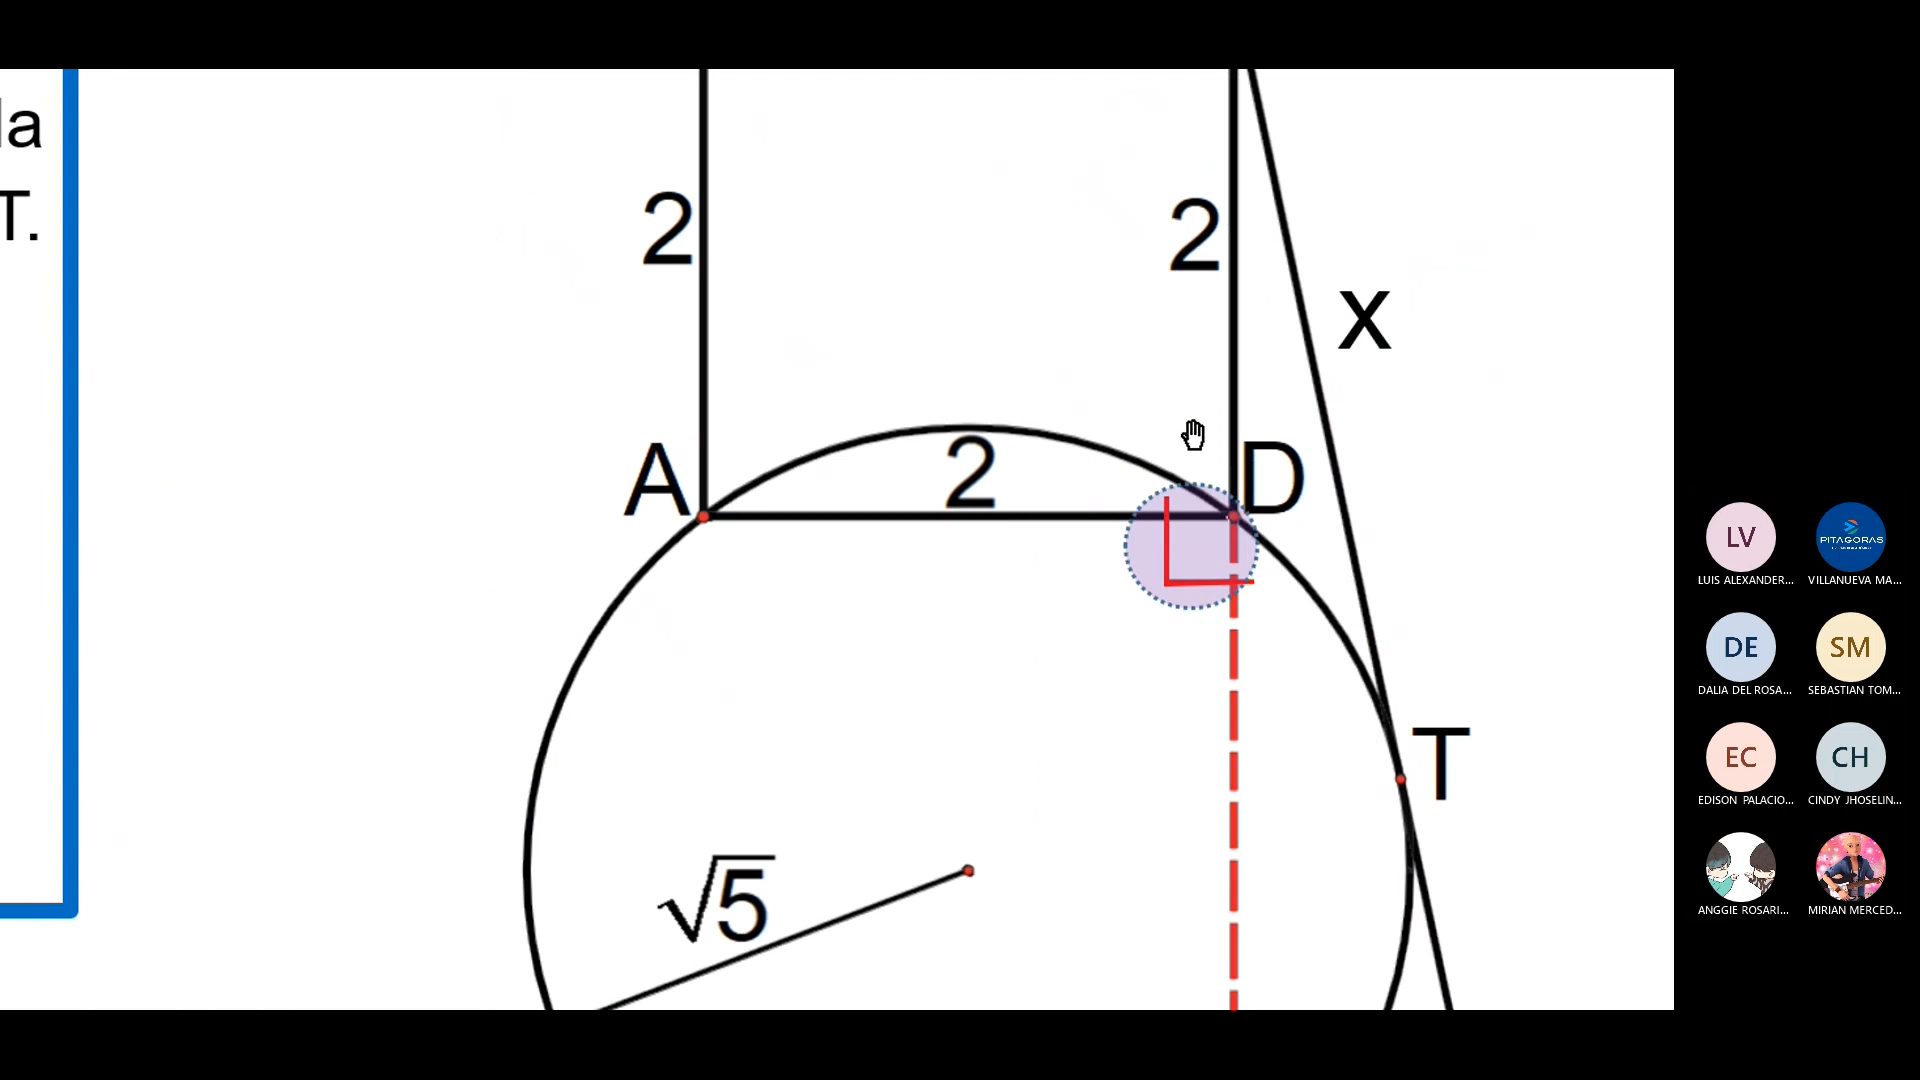 la
T.
2
2
x
A
2
D
T
√5
LV
LUIS ALEXANDER...
PITAGORAS
VILLANUEVA MA...
DE
DALIA DEL ROSA...
SM
SEBASTIAN TOM...
EC
EDISON PALACIO...
CH
CINDY JHOSELIN...
ANGGIE ROSARI...
MIRIAN MERCED...